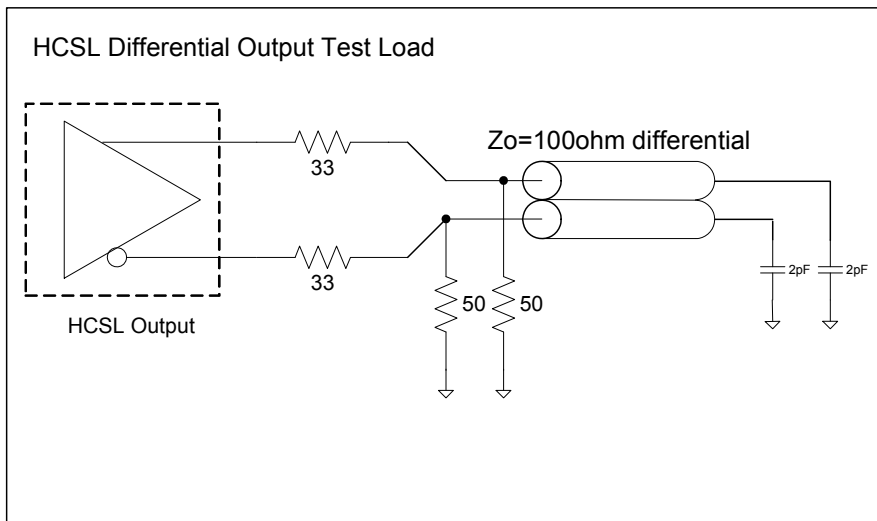 HCSL Differential Output Test Load
Zo=100ohm differential
33
33
2pF
2pF
50
50
HCSL Output